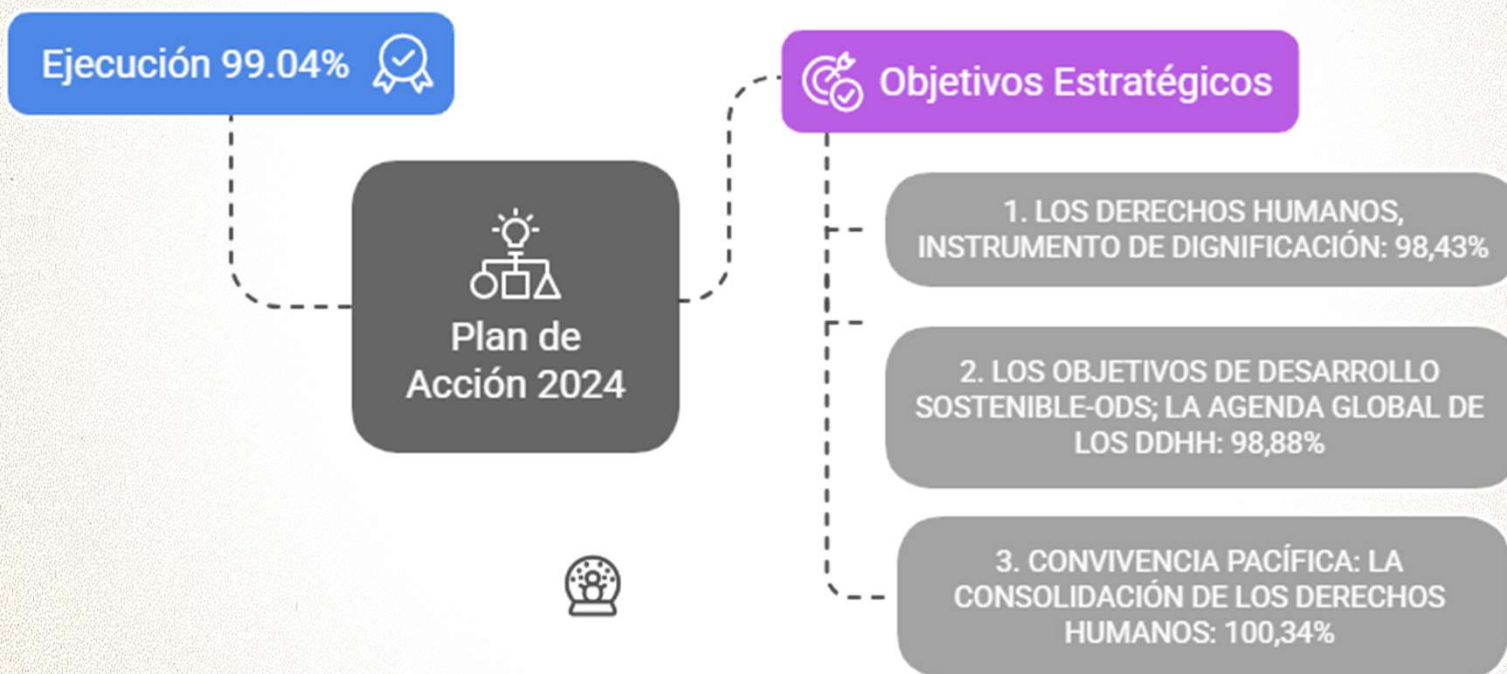 Ejecución 99.04%
Objetivos Estratégicos
Plan de
Acción 2024
1. LOS DERECHOS HUMANOS,
INSTRUMENTO DE DIGNIFICACIÓN: 98,43%
2. LOS OBJETIVOS DE DESARROLLO
SOSTENIBLE-ODS; LA AGENDA GLOBAL DE
LOS DDHH: 98,88%
3. CONVIVENCIA PACÍFICA: LA
CONSOLIDACIÓN DE LOS DERECHOS
HUMANOS: 100,34%